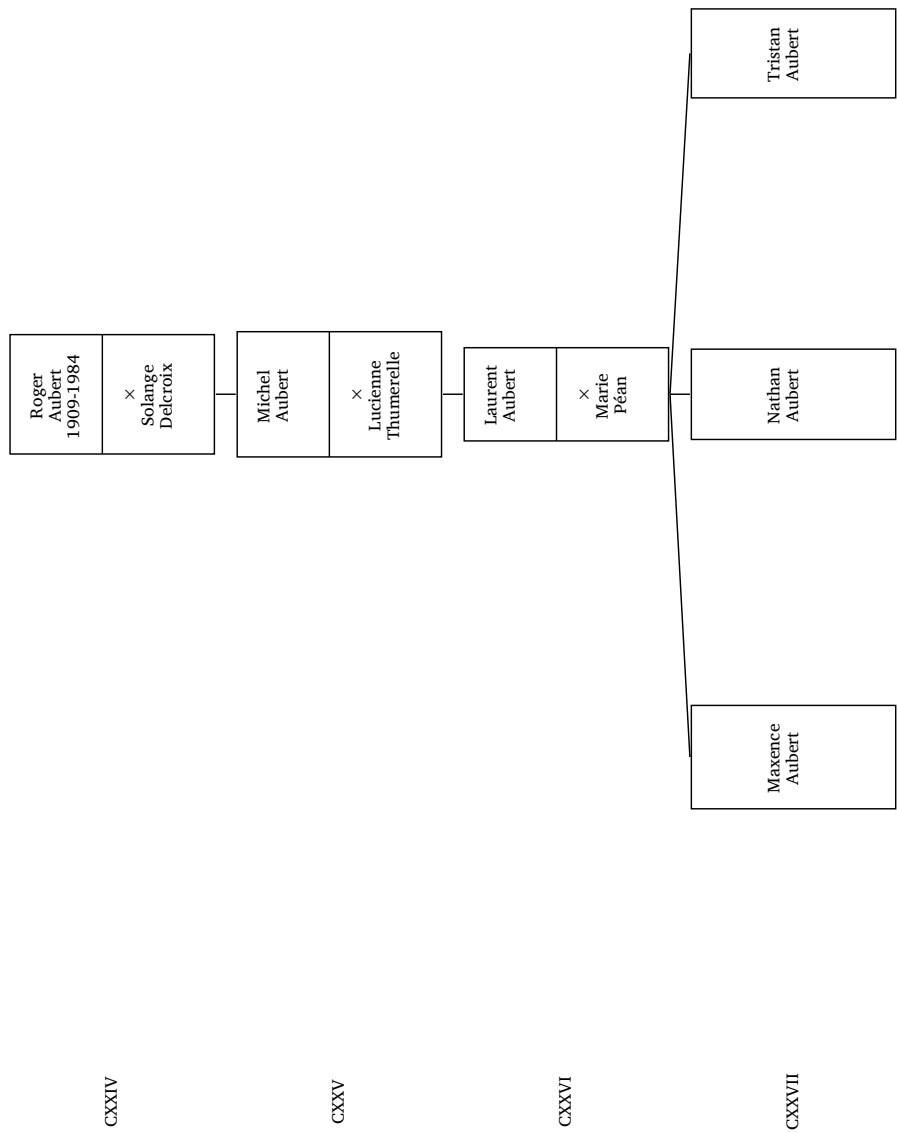 CXXIV
Roger
Aubert
1909-1984
×
Solange
Delcroix
CXXV
Michel
Aubert
×
Lucienne
Thumerelle
CXXVI
Laurent
Aubert
×
Marie
Péan
CXXVII
Maxence
Aubert
Nathan
Aubert
Tristan
Aubert